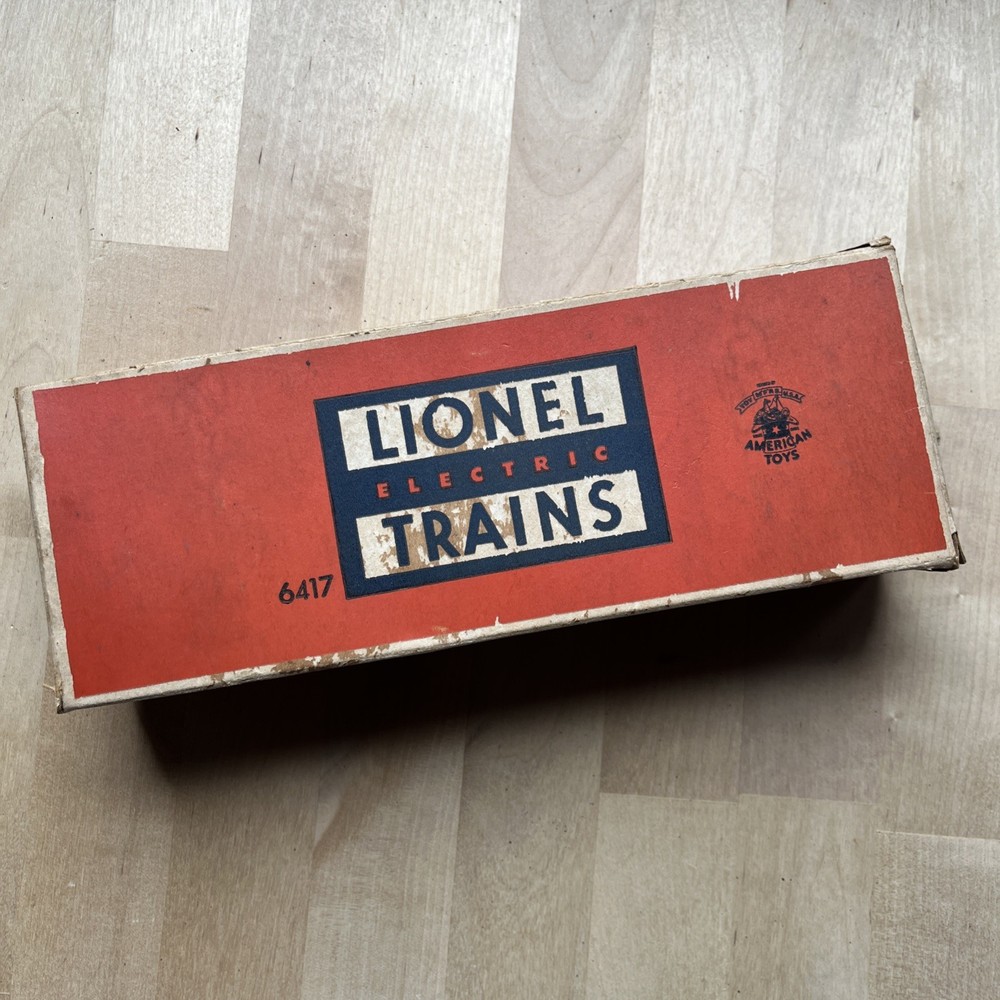 LIONEL
ELECTRIC
TRAINS
6417
TOY MFRS. U.S.A.
AMERICAN
TOYS